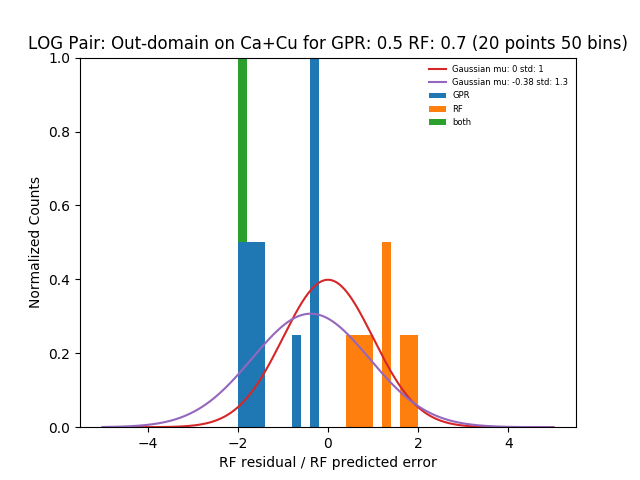 LOG Pair: Out-domain on Ca+Cu for GPR: 0.5 RF: 0.7 (20 points 50 bins)
Gaussian mu: 0 std: 1
Gaussian mu: -0.38 std: 1.3
GPR
RF
both
1.0
0.8
0.6
0.4
0.2
0.0
Normalized Counts
−4
−2
0
2
4
RF residual / RF predicted error